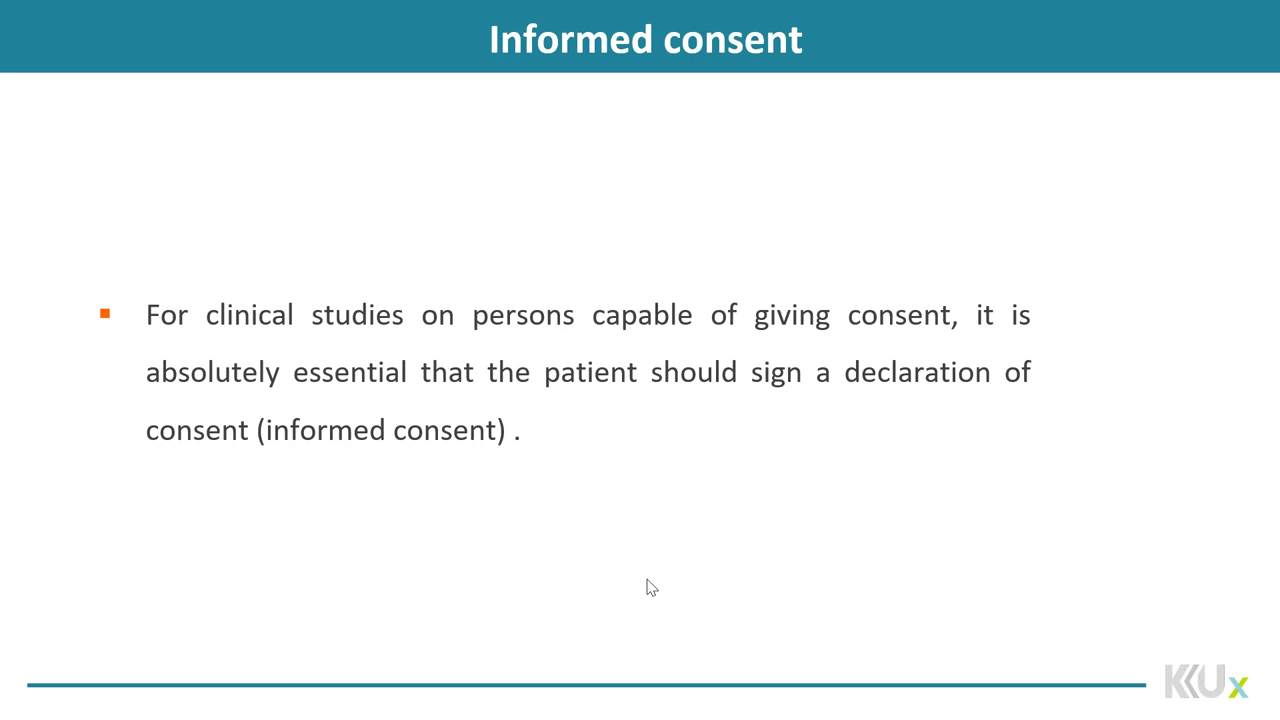 Informed consent
For clinical studies on persons capable of giving consent, it is
absolutely essential that the patient should sign a declaration of
consent (informed consent) .
KKUx